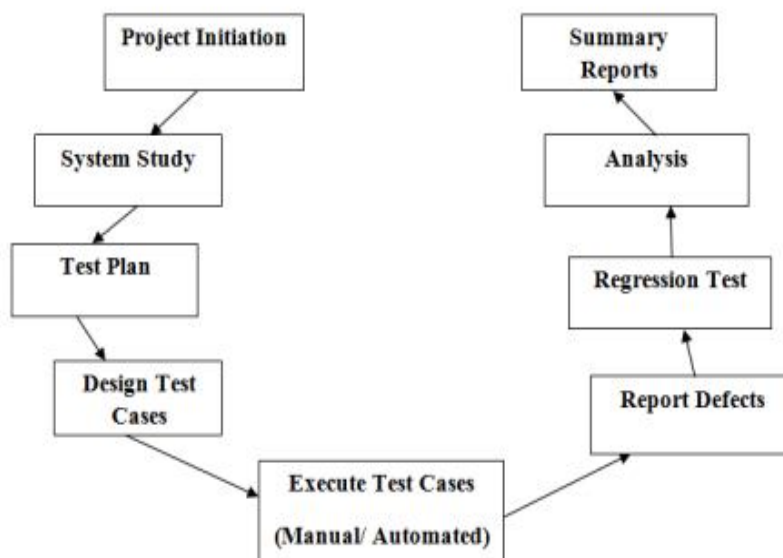 Project Initiation
System Study
Test Plan
Design Test
Cases
Execute Test Cases
(Manual/ Automated)
Report Defects
Regression Test
Analysis
Summary
Reports